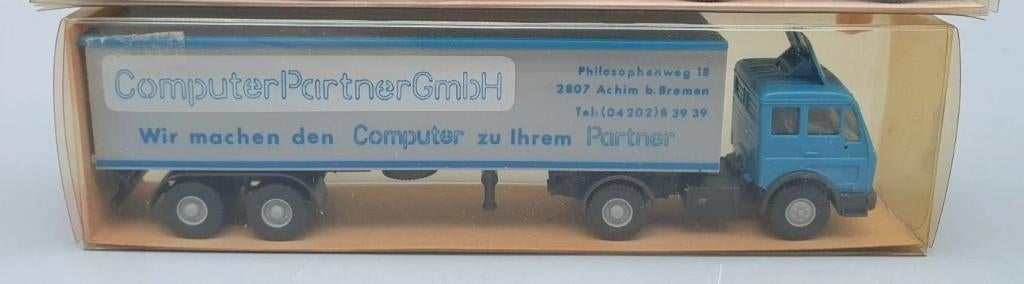 ComputerPartnerGmbH
Philosophenweg 18
2807 Achim b. Bremen
Tel: (04202) 8 39 39
Wir machen den Computer zu Ihrem Partner